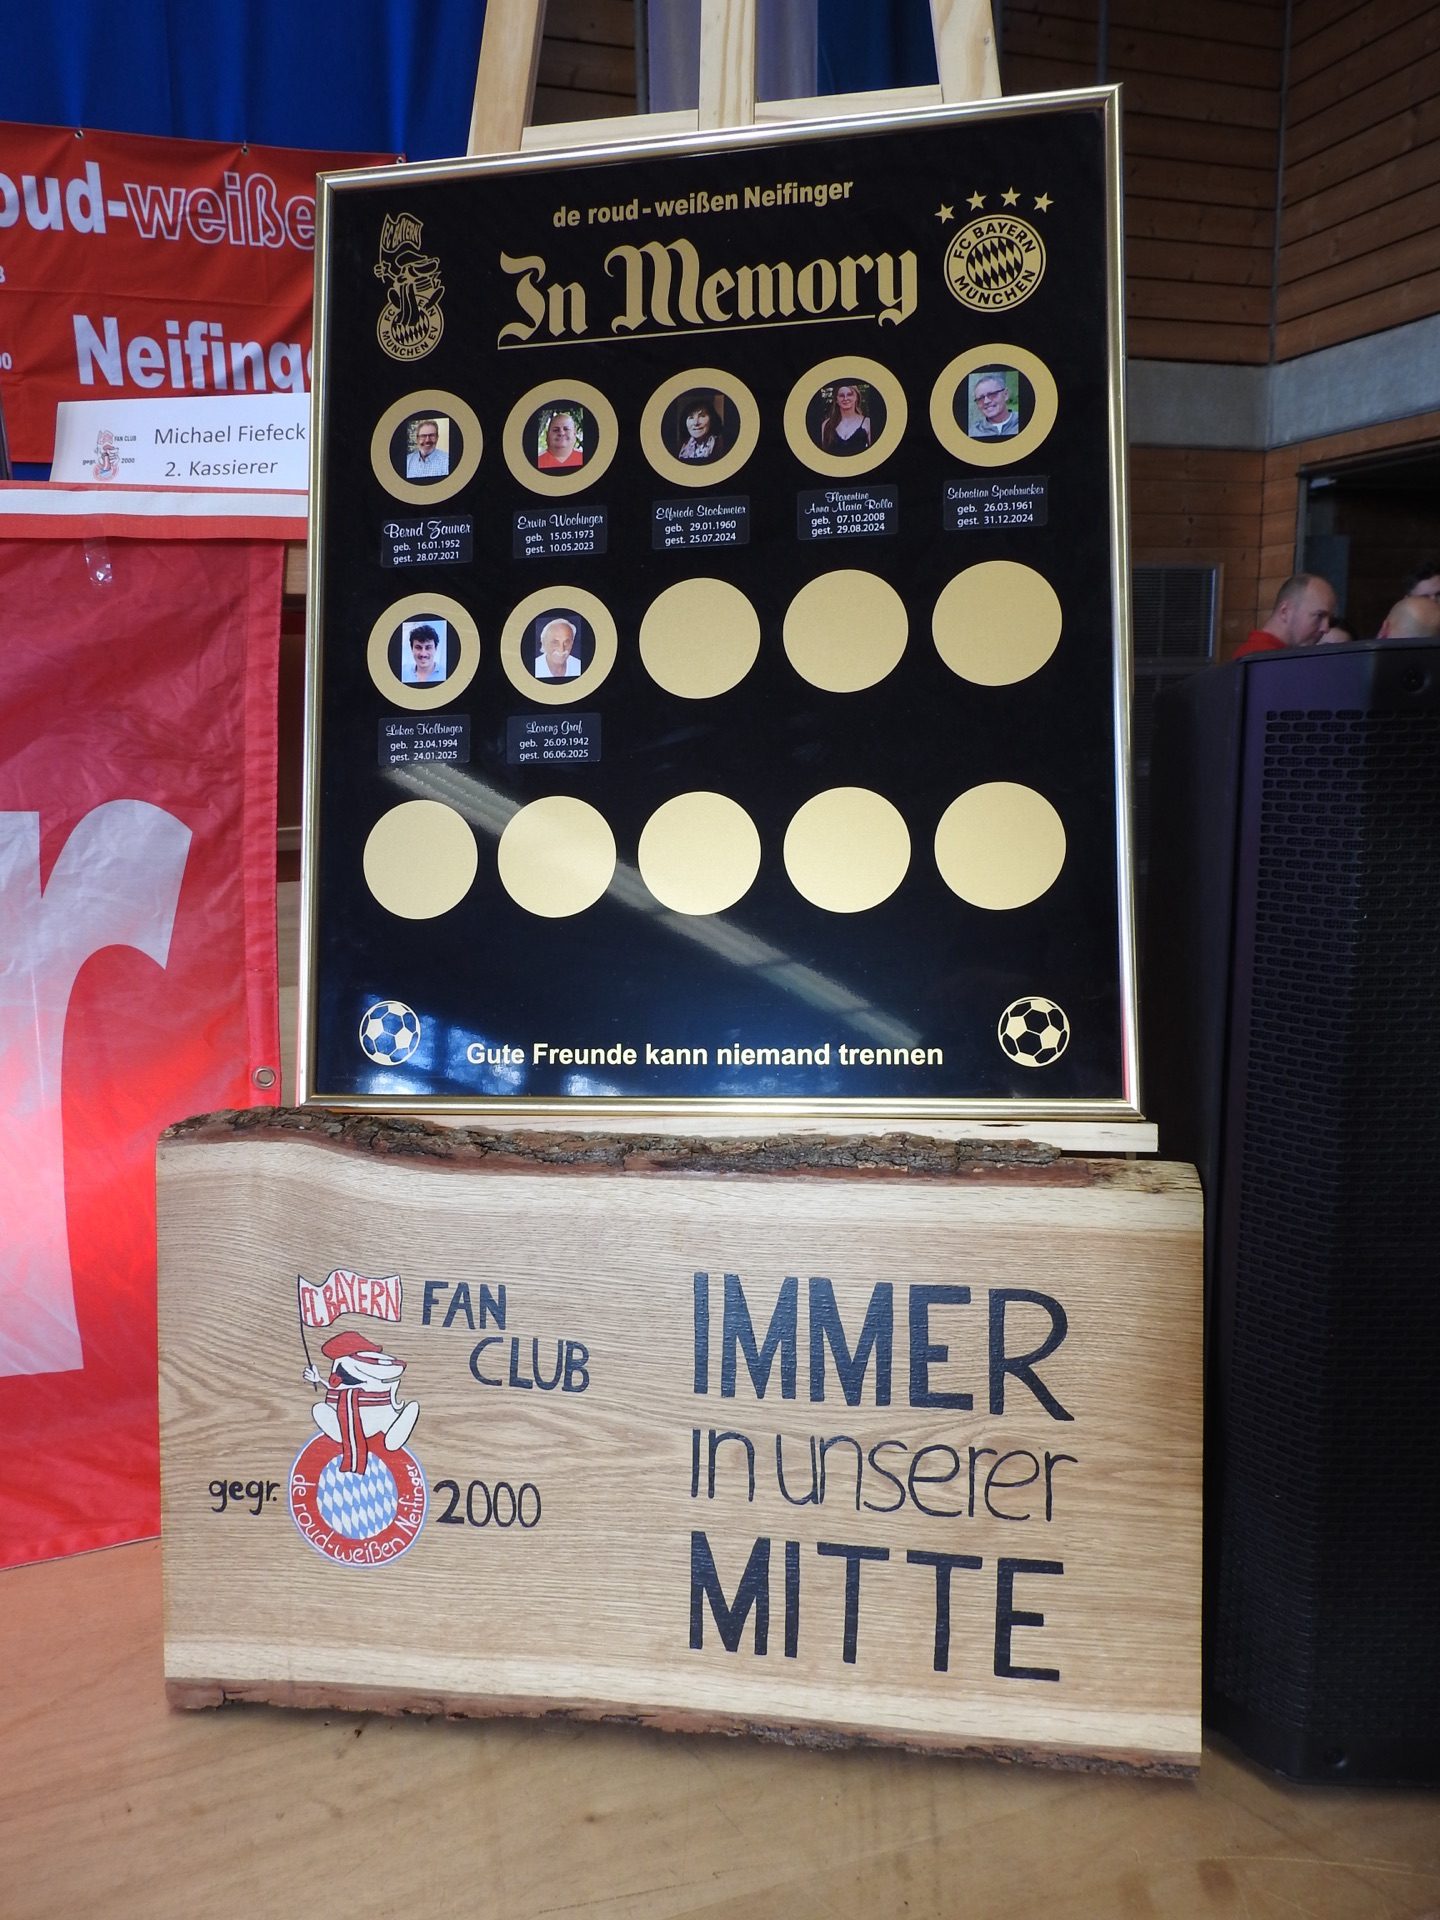 oud-weiße
Neifing
FAN CLUB
gegr. 2000
Michael Fiefeck
2. Kassierer
de roud-weißen Neifinger
In Memory
FC BAYERN
FC BAYERN
MÜNCHEN
MÜNCHEN EV
Bernd Zauner
geb. 16.01.1952
gest. 28.07.2021
Erwin Wochinger
geb. 15.05.1973
gest. 10.05.2023
Elfriede Stockmeier
geb. 29.01.1960
gest. 25.07.2024
Florentine
Anna Maria Rolla
geb. 07.10.2008
gest. 29.08.2024
Sebastian Sponbrucker
geb. 26.03.1961
gest. 31.12.2024
Lukas Kolbinger
geb. 23.04.1994
gest. 24.01.2025
Lorenz Graf
geb. 26.09.1942
gest. 06.06.2025
Gute Freunde kann niemand trennen
FC BAYERN
FAN
CLUB
gegr. 2000
de roud-weißen Neifinger
IMMER
in unserer
MITTE